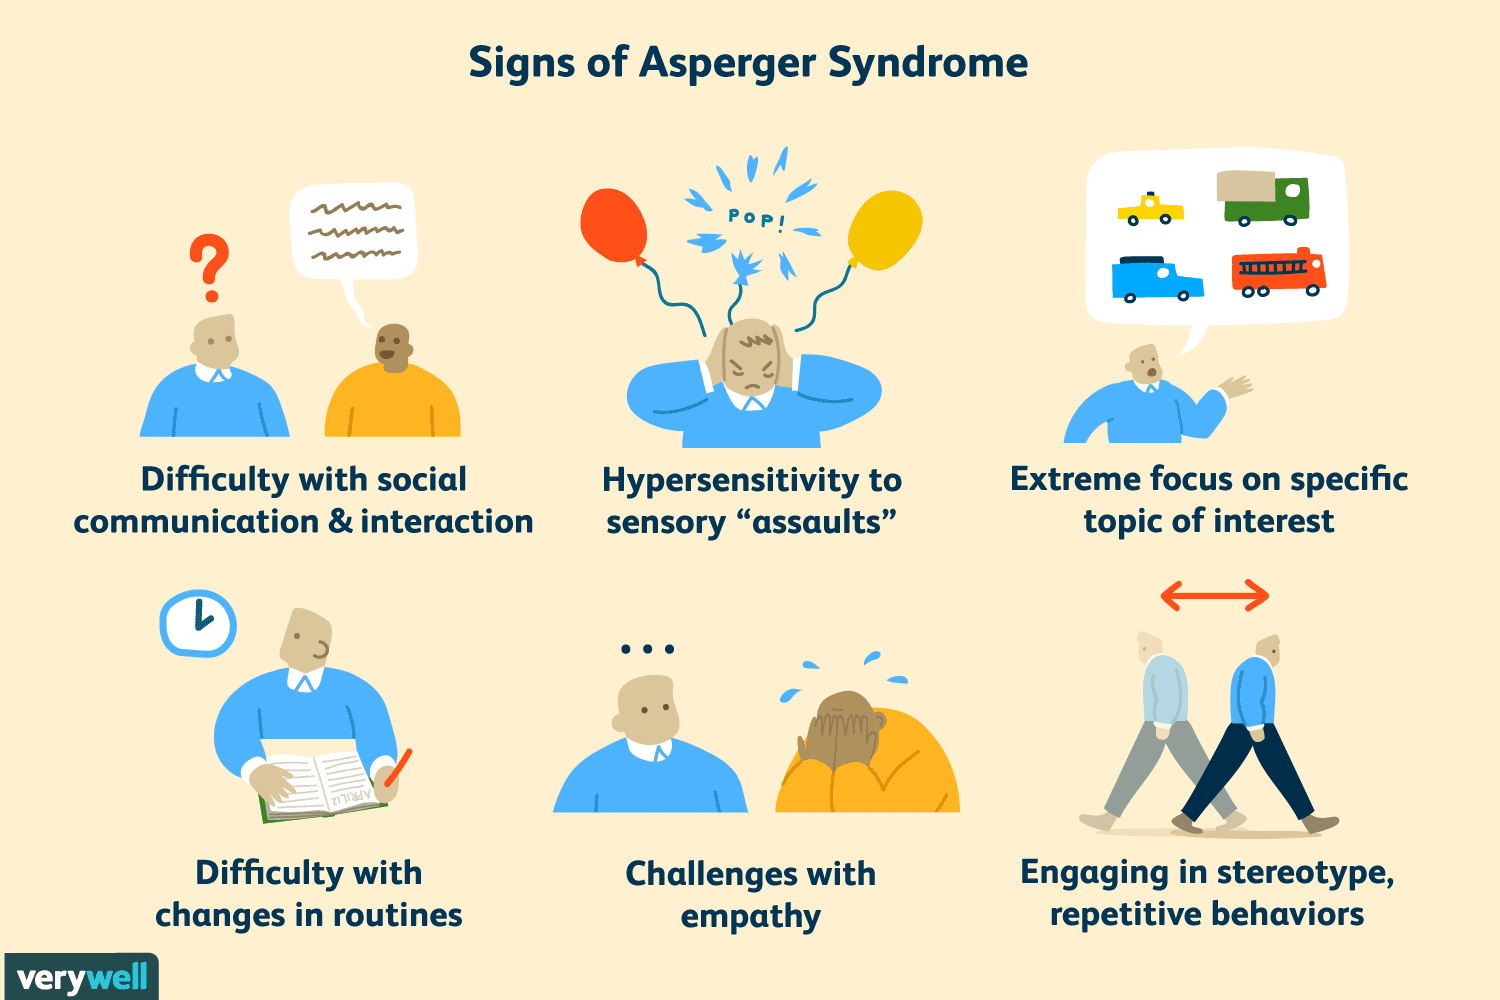 Signs of Asperger Syndrome
POP!
Difficulty with social
communication & interaction
Hypersensitivity to
sensory “assaults”
Extreme focus on specific
topic of interest
APRIL 12
Difficulty with
changes in routines
Challenges with
empathy
Engaging in stereotype,
repetitive behaviors
verywell